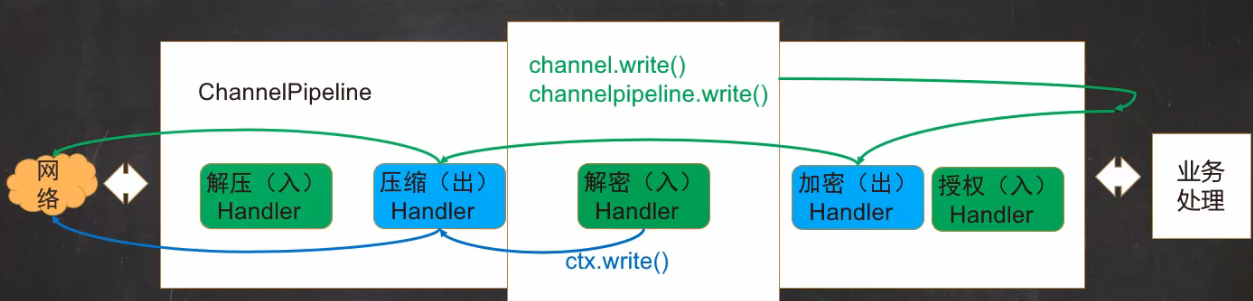 channel.write()
channelpipeline.write()
ChannelPipeline
网
络
解压（入）
Handler
压缩（出）
Handler
解密（入）
Handler
加密（出）
Handler
授权（入）
Handler
业务
处理
ctx.write()